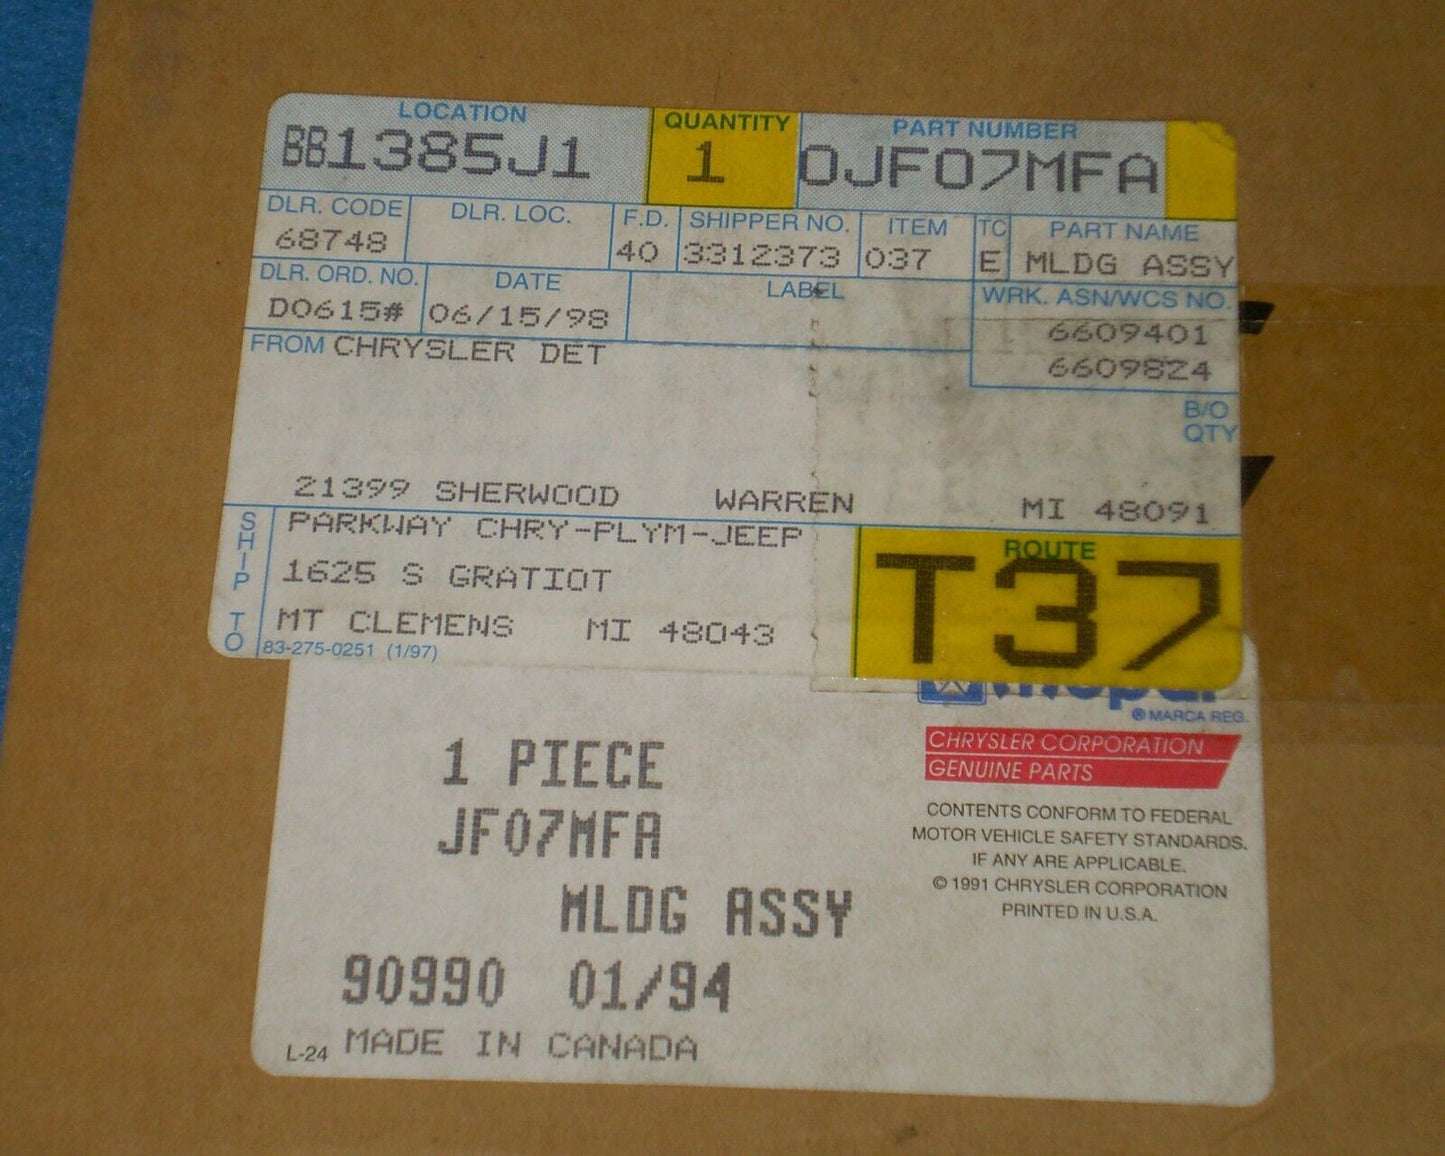 LOCATION QUANTITY PART NUMBER
BB1385J1 1 0JF07MFA
DLR. CODE DLR. LOC. F.D. SHIPPER NO. ITEM TC PART NAME
68748 40 3312373 037 E MLDG ASSY
DLR. ORD. NO. DATE LABEL WRK. ASN/WCS NO.
D0615# 06/15/98 6609401
6609824
FROM CHRYSLER DET
B/O
QTY
21399 SHERWOOD WARREN MI 48091
SHIP TO
PARKWAY CHRY-PLYM-JEEP
1625 S GRATIOT
MT CLEMENS MI 48043
83-275-0251 (1/97)
ROUTE
T37
mopar
® MARCA REG.
CHRYSLER CORPORATION
GENUINE PARTS
CONTENTS CONFORM TO FEDERAL
MOTOR VEHICLE SAFETY STANDARDS.
IF ANY ARE APPLICABLE.
© 1991 CHRYSLER CORPORATION
PRINTED IN U.S.A.
1 PIECE
JF07MFA
MLDG ASSY
90990 01/94
L-24 MADE IN CANADA